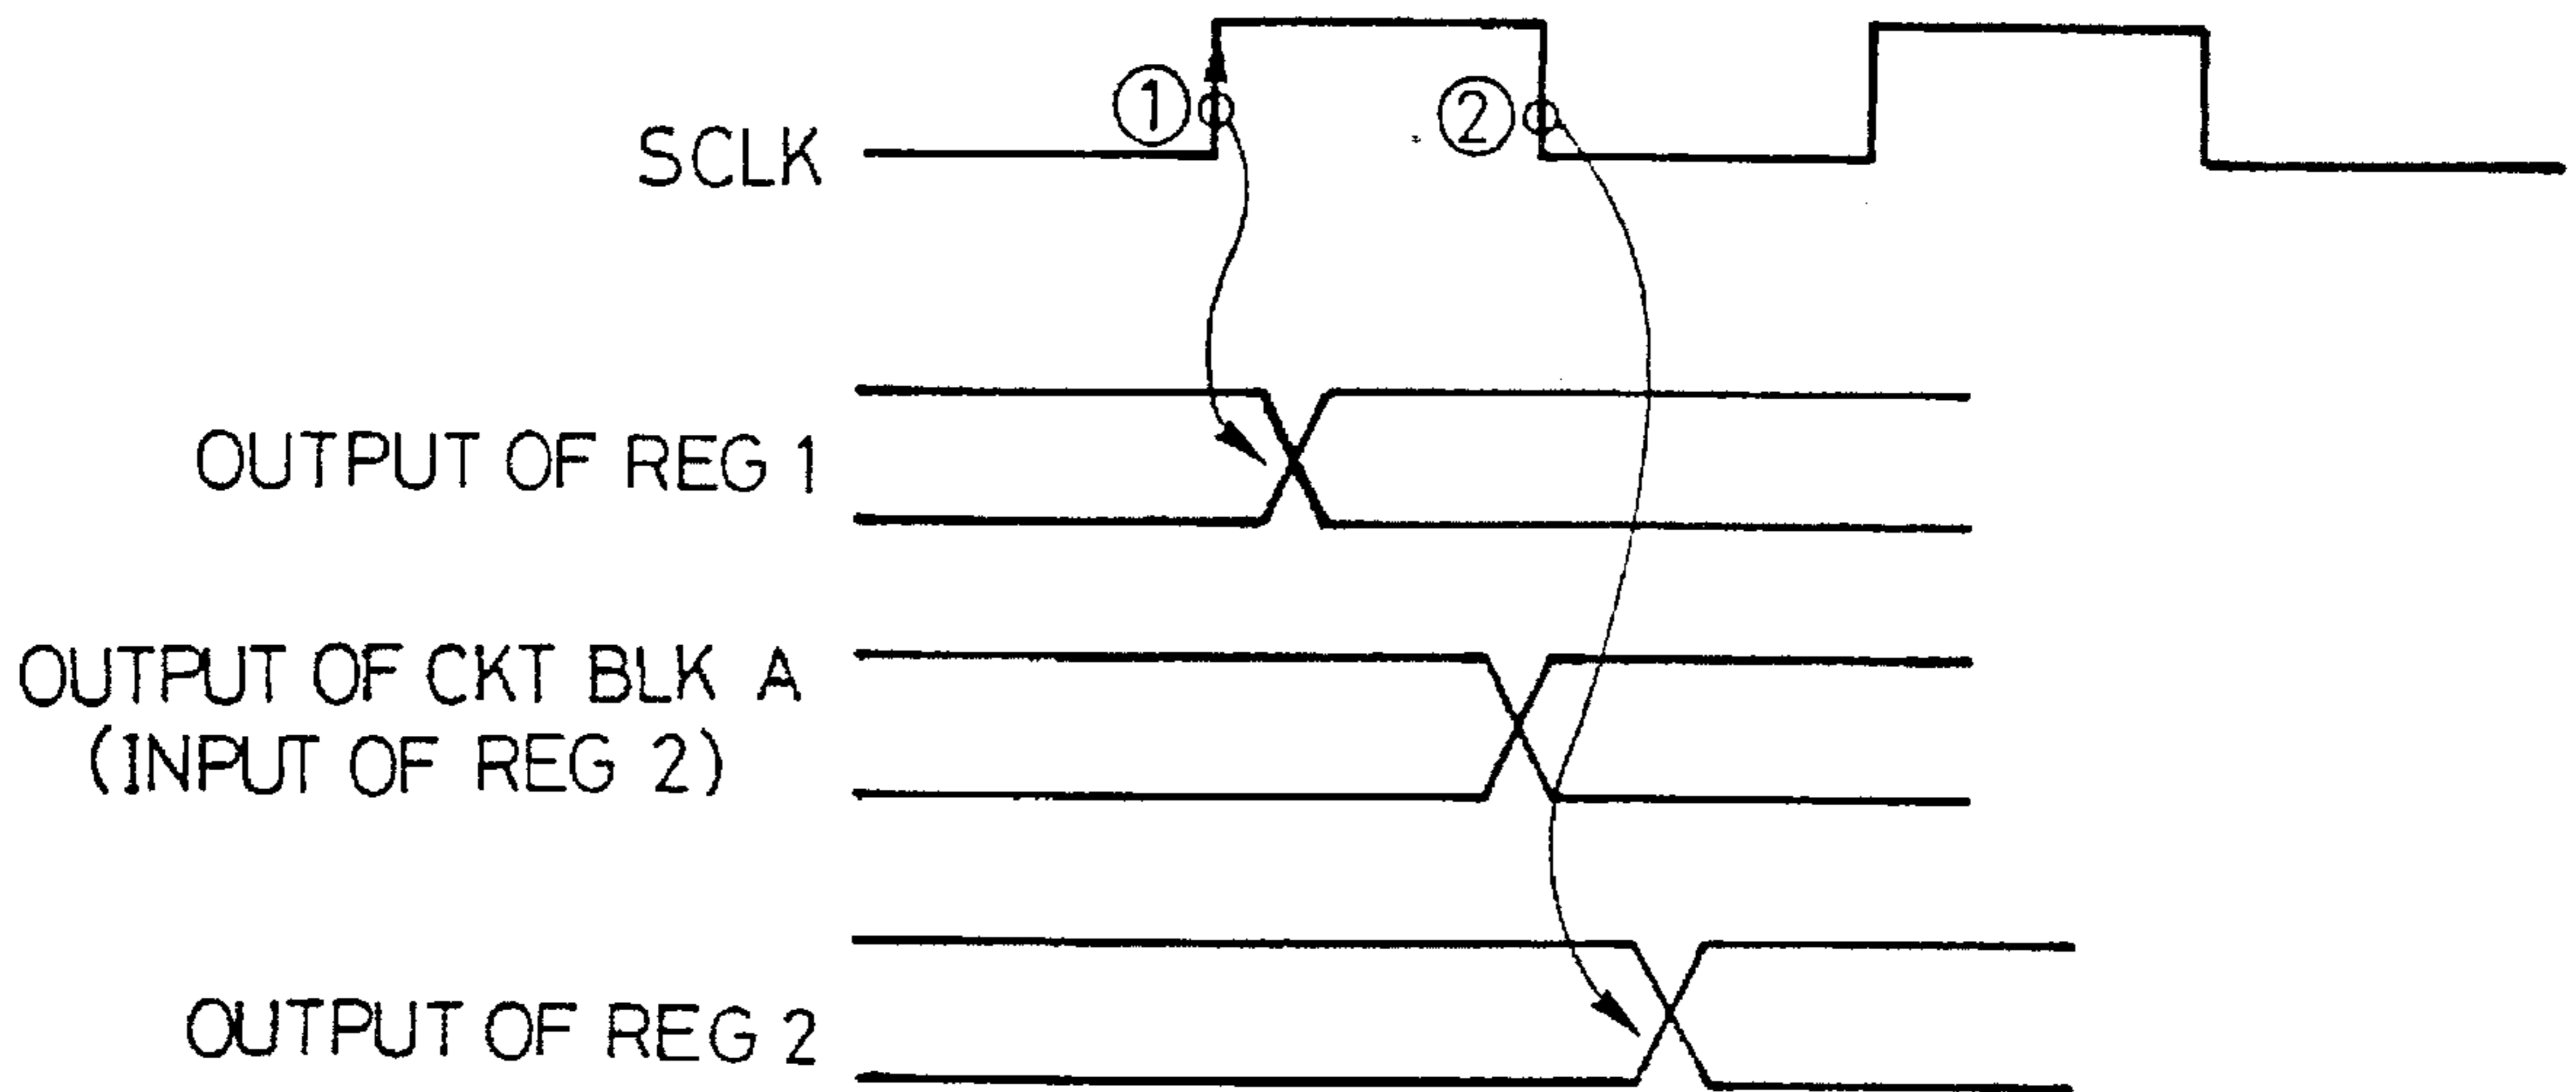 ① ②
SCLK
OUTPUT OF REG 1
OUTPUT OF CKT BLK A
(INPUT OF REG 2)
OUTPUT OF REG 2